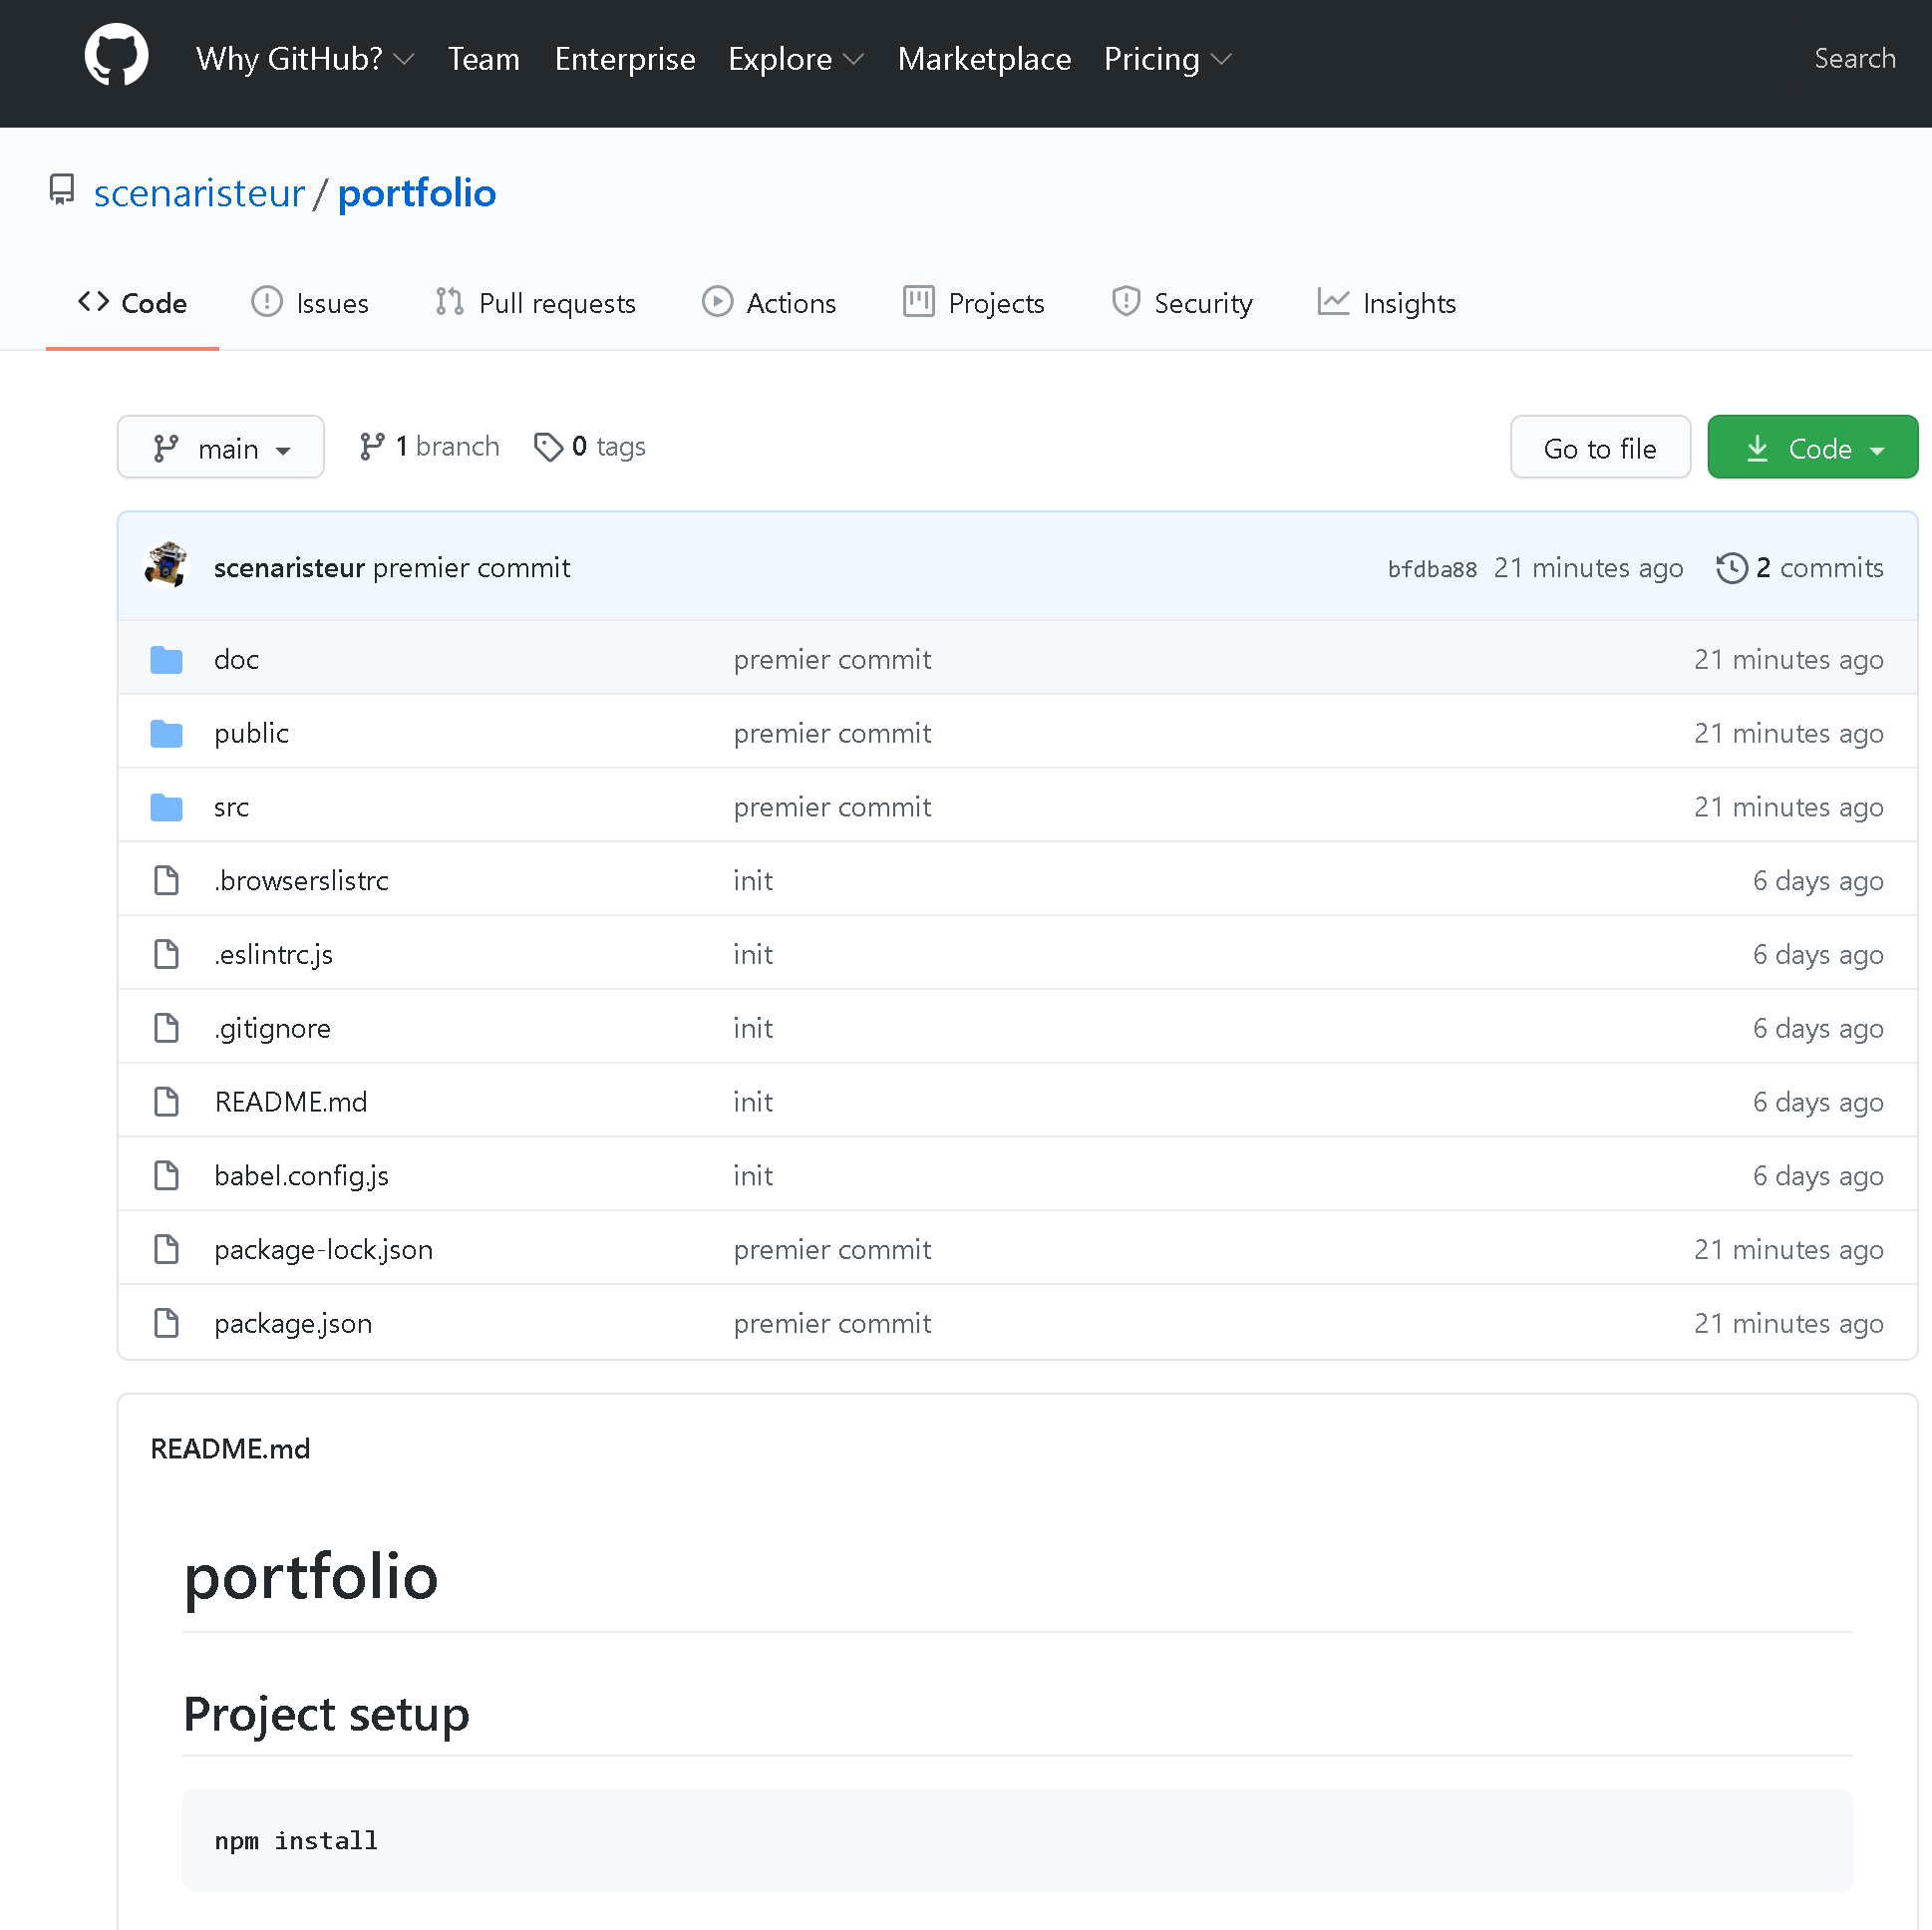 Why GitHub? Team Enterprise Explore Marketplace Pricing Search
scenaristeur / portfolio
Code Issues Pull requests Actions Projects Security Insights
main 1 branch 0 tags Go to file Code
scenaristeur premier commit bfdba88 21 minutes ago 2 commits
doc premier commit 21 minutes ago
public premier commit 21 minutes ago
src premier commit 21 minutes ago
.browserslistrc init 6 days ago
.eslintrc.js init 6 days ago
.gitignore init 6 days ago
README.md init 6 days ago
babel.config.js init 6 days ago
package-lock.json premier commit 21 minutes ago
package.json premier commit 21 minutes ago
README.md
portfolio
Project setup
npm install